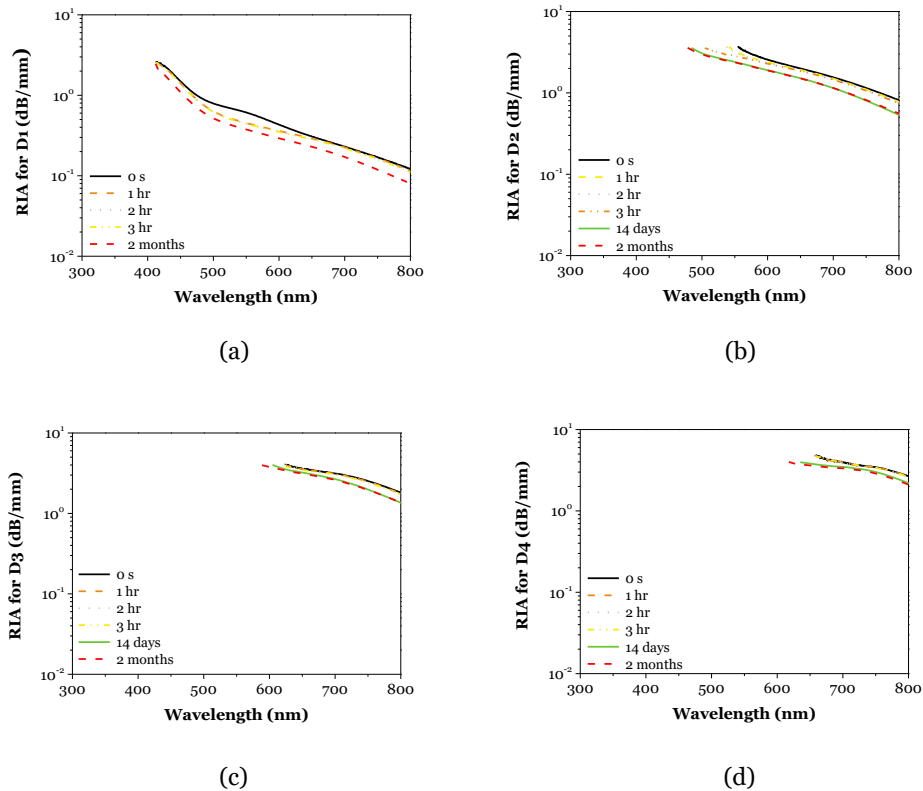 RIA for D1 (dB/mm)
10¹
10⁰
10⁻¹
10⁻²
0 s
1 hr
2 hr
3 hr
2 months
300 400 500 600 700 800
Wavelength (nm)
(a)
RIA for D2 (dB/mm)
10¹
10⁰
10⁻¹
10⁻²
0 s
1 hr
2 hr
3 hr
14 days
2 months
300 400 500 600 700 800
Wavelength (nm)
(b)
RIA for D3 (dB/mm)
10¹
10⁰
10⁻¹
10⁻²
0 s
1 hr
2 hr
3 hr
14 days
2 months
300 400 500 600 700 800
Wavelength (nm)
(c)
RIA for D4 (dB/mm)
10¹
10⁰
10⁻¹
10⁻²
0 s
1 hr
2 hr
3 hr
14 days
2 months
300 400 500 600 700 800
Wavelength (nm)
(d)